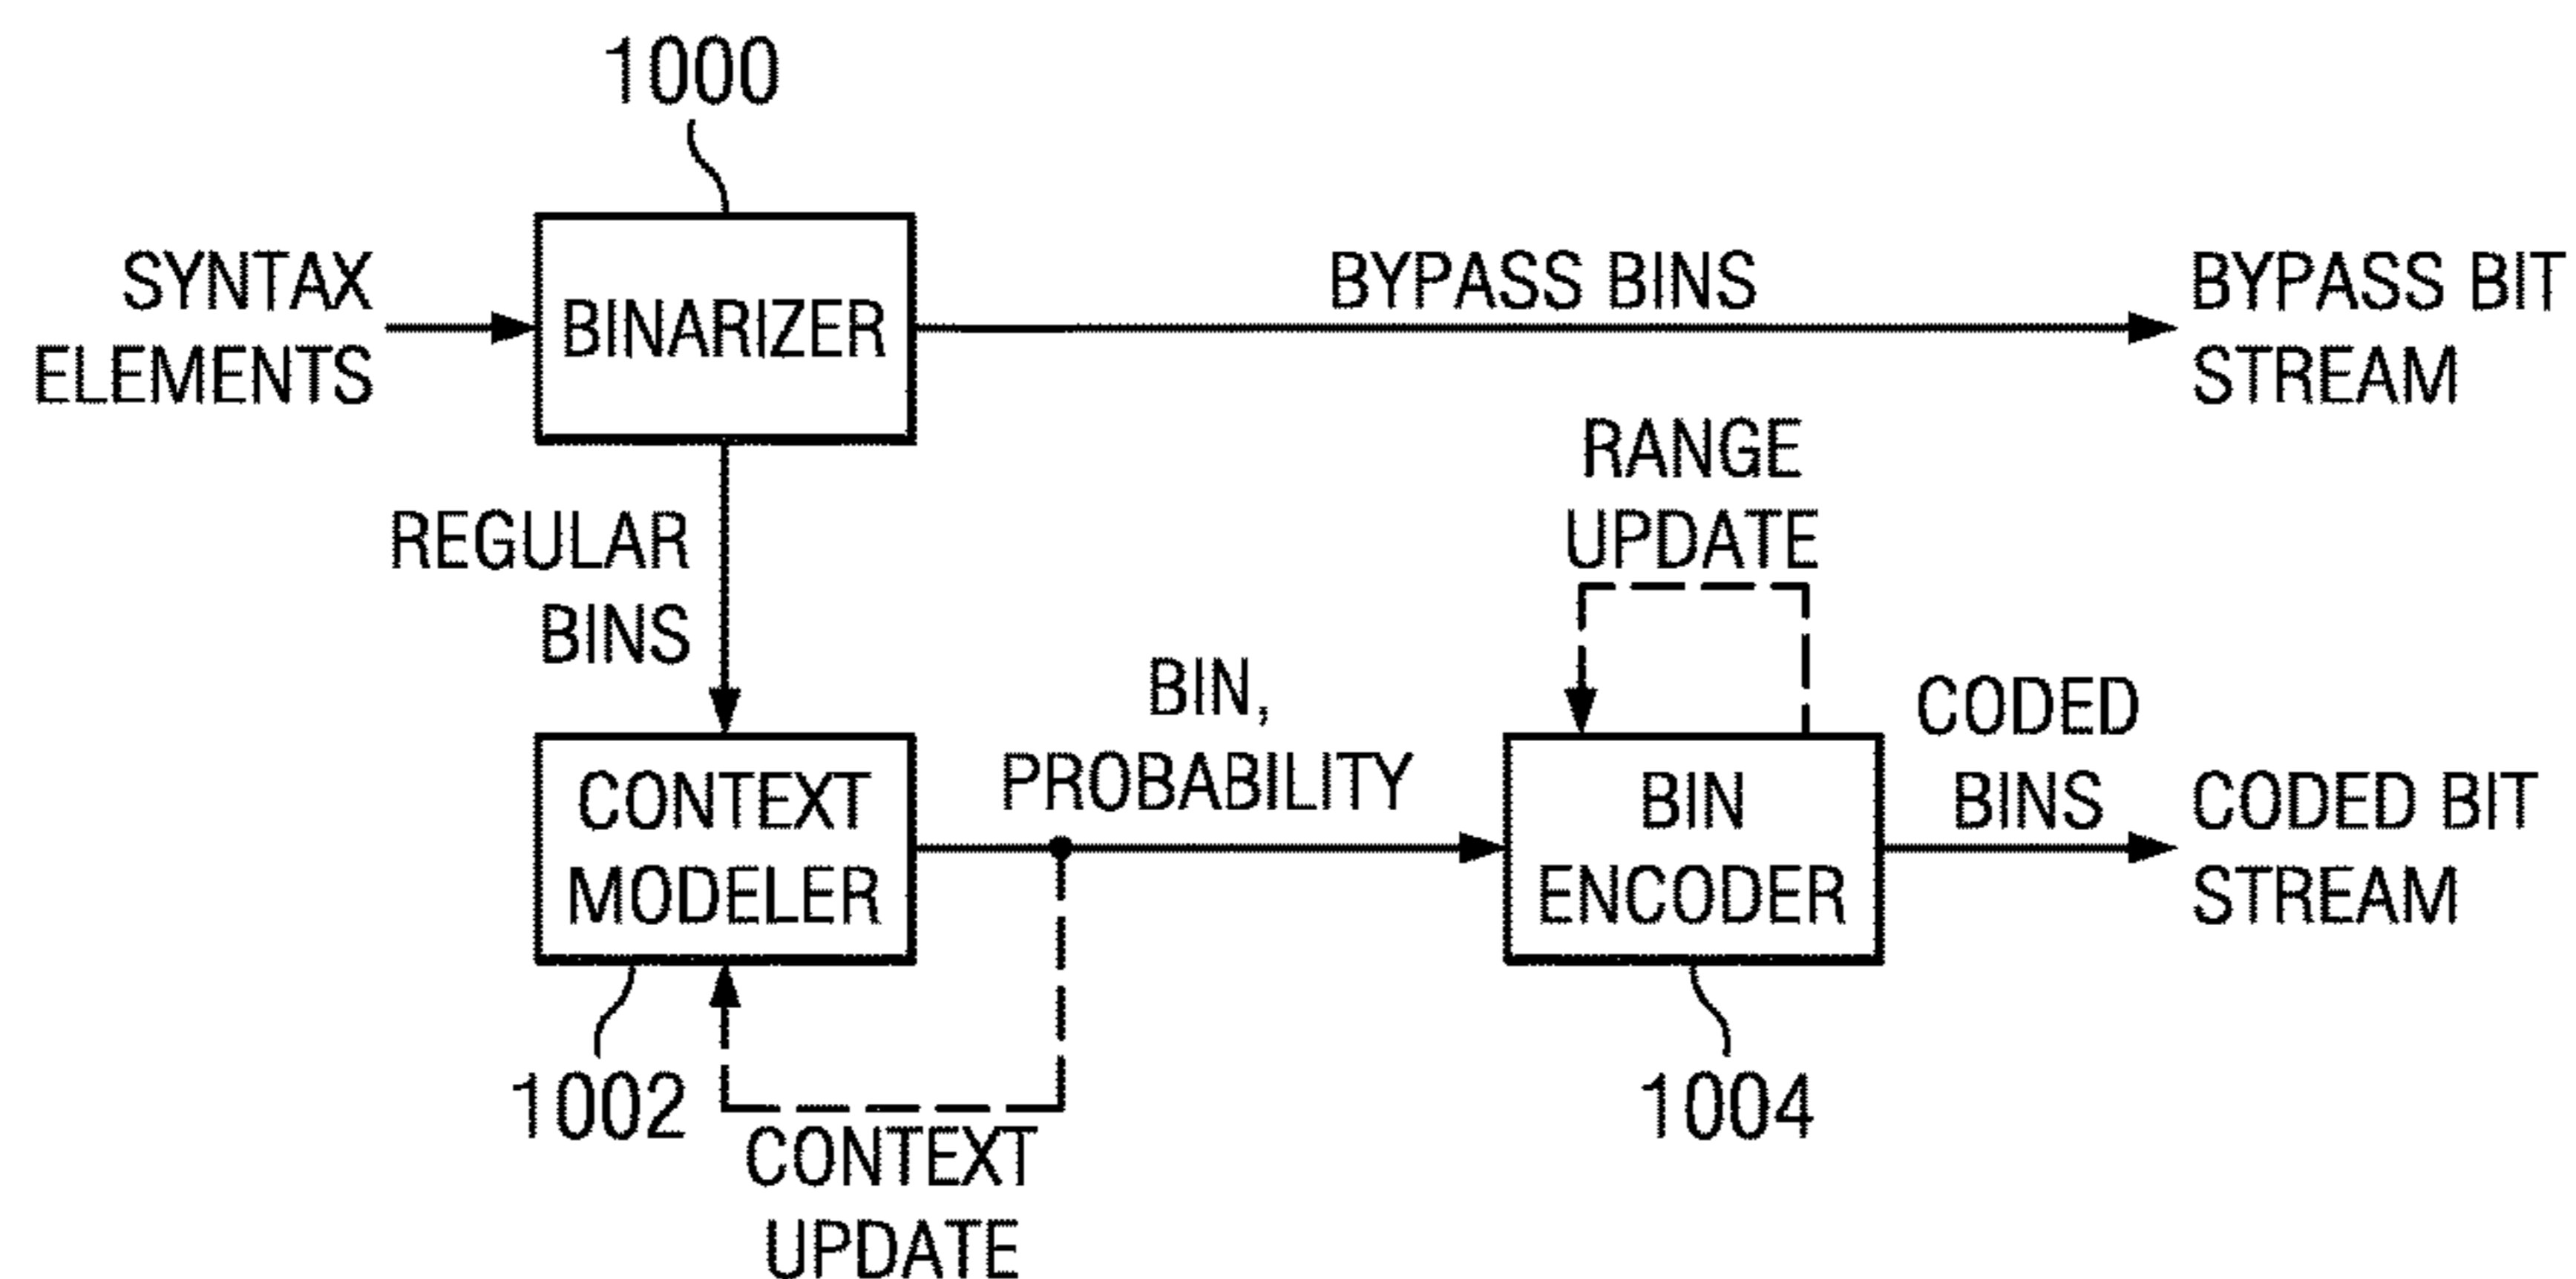 1000
SYNTAX
ELEMENTS
BINARIZER
BYPASS BINS
BYPASS BIT
STREAM
REGULAR
BINS
RANGE
UPDATE
CONTEXT
MODELER
BIN,
PROBABILITY
BIN
ENCODER
CODED
BINS
CODED BIT
STREAM
1002
CONTEXT
UPDATE
1004